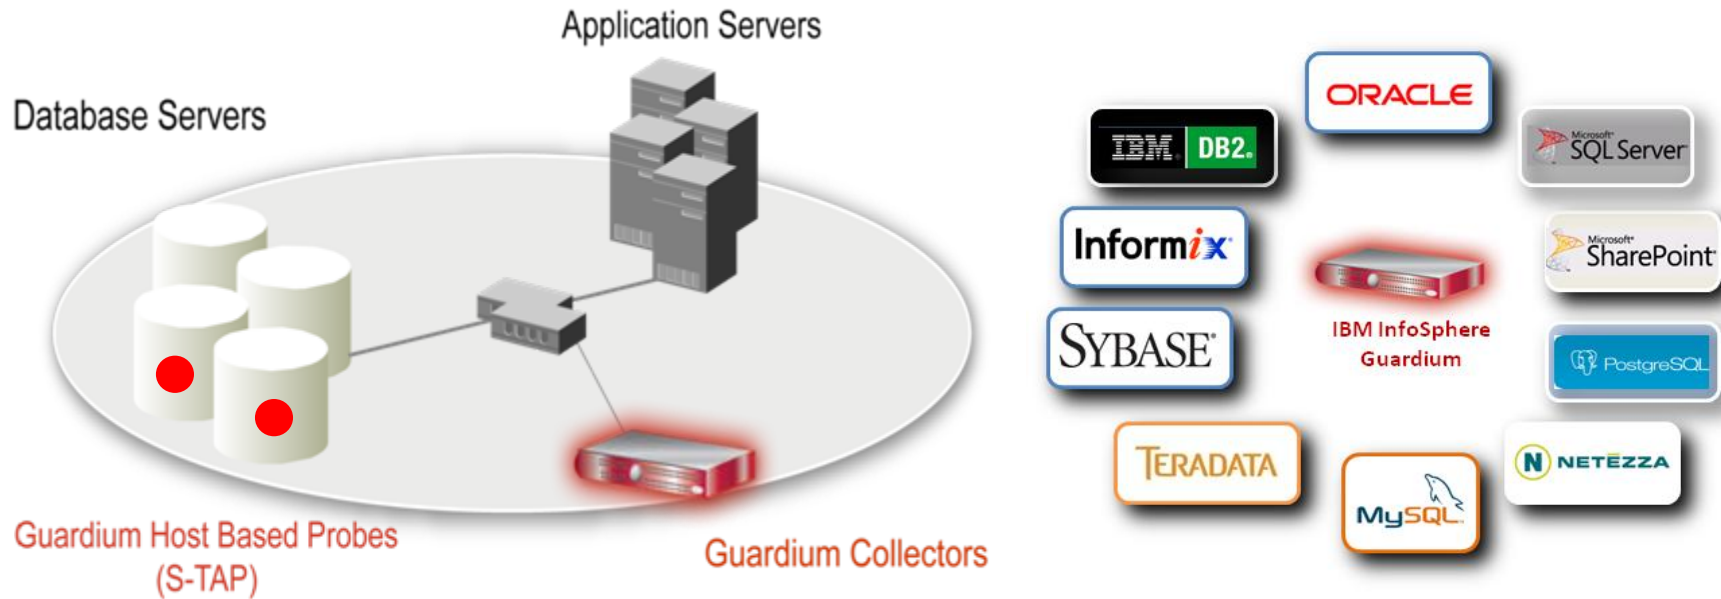 Application Servers
Database Servers
Guardium Host Based Probes
(S-TAP)
Guardium Collectors
ORACLE
IBM DB2
Microsoft
SQL Server
Informix
Microsoft
SharePoint
SYBASE
IBM InfoSphere
Guardium
PostgreSQL
TERADATA
N NETEZZA
MySQL